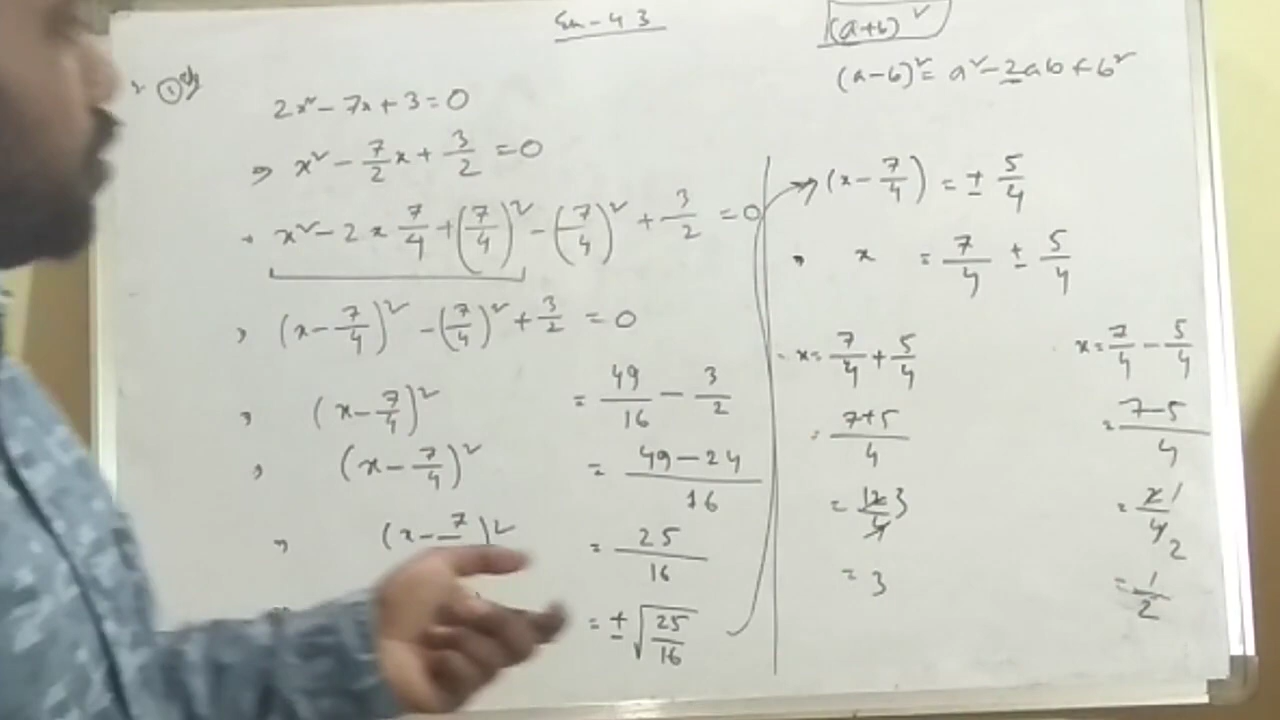 Ex-4.3
(a+b)²
(a-b)² = a² - 2ab + b²
2x² - 7x + 3 = 0
⇒ x² - 7/2 x + 3/2 = 0
x² - 2 × 7/4 + (7/4)² - (7/4)² + 3/2 = 0
(x - 7/4)² - (7/4)² + 3/2 = 0
(x - 7/4)² = 49/16 - 3/2
(x - 7/4)² = 49-24/16
(x - 7 )² = 25/16
= ± √25/16
⇒ (x - 7/4) = ± 5/4
x = 7/4 ± 5/4
x = 7/4 + 5/4
= 7+5/4
= 12/4 3
= 3
x = 7/4 - 5/4
= 7-5/4
= 2/4 1 2
= 1/2